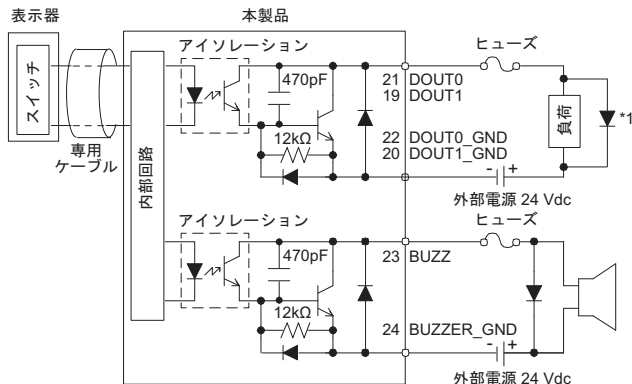 表示器
本製品
スイッチ
専用
ケーブル
内部回路
アイソレーション
470pF
12kΩ
21 DOUT0
19 DOUT1
22 DOUT0_GND
20 DOUT1_GND
ヒューズ
負荷
*1
- +
外部電源 24 Vdc
アイソレーション
470pF
12kΩ
23 BUZZ
24 BUZZER_GND
ヒューズ
- +
外部電源 24 Vdc